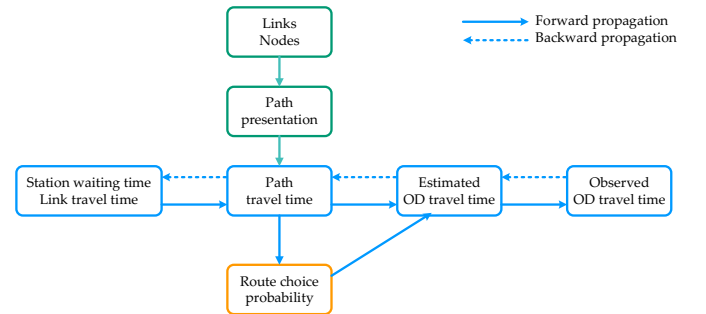 Links
Nodes
Forward propagation
Backward propagation
Path
presentation
Station waiting time
Link travel time
Path
travel time
Estimated
OD travel time
Observed
OD travel time
Route choice
probability